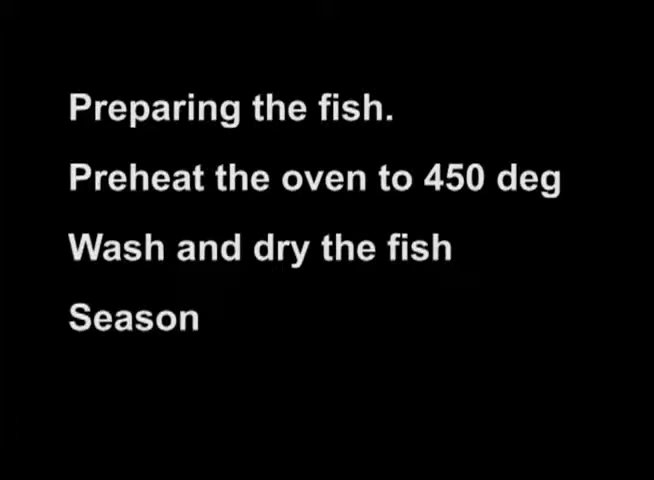 Preparing the fish.
Preheat the oven to 450 deg
Wash and dry the fish
Season